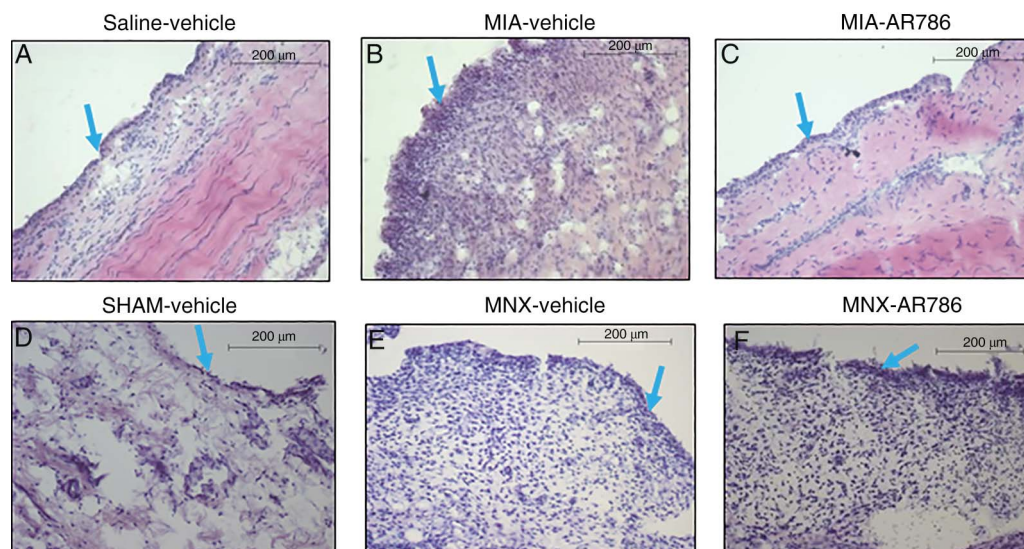 Saline-vehicle
MIA-vehicle
MIA-AR786
A
200 μm
B
200 μm
C
200 μm
SHAM-vehicle
MNX-vehicle
MNX-AR786
D
200 μm
E
200 μm
F
200 μm